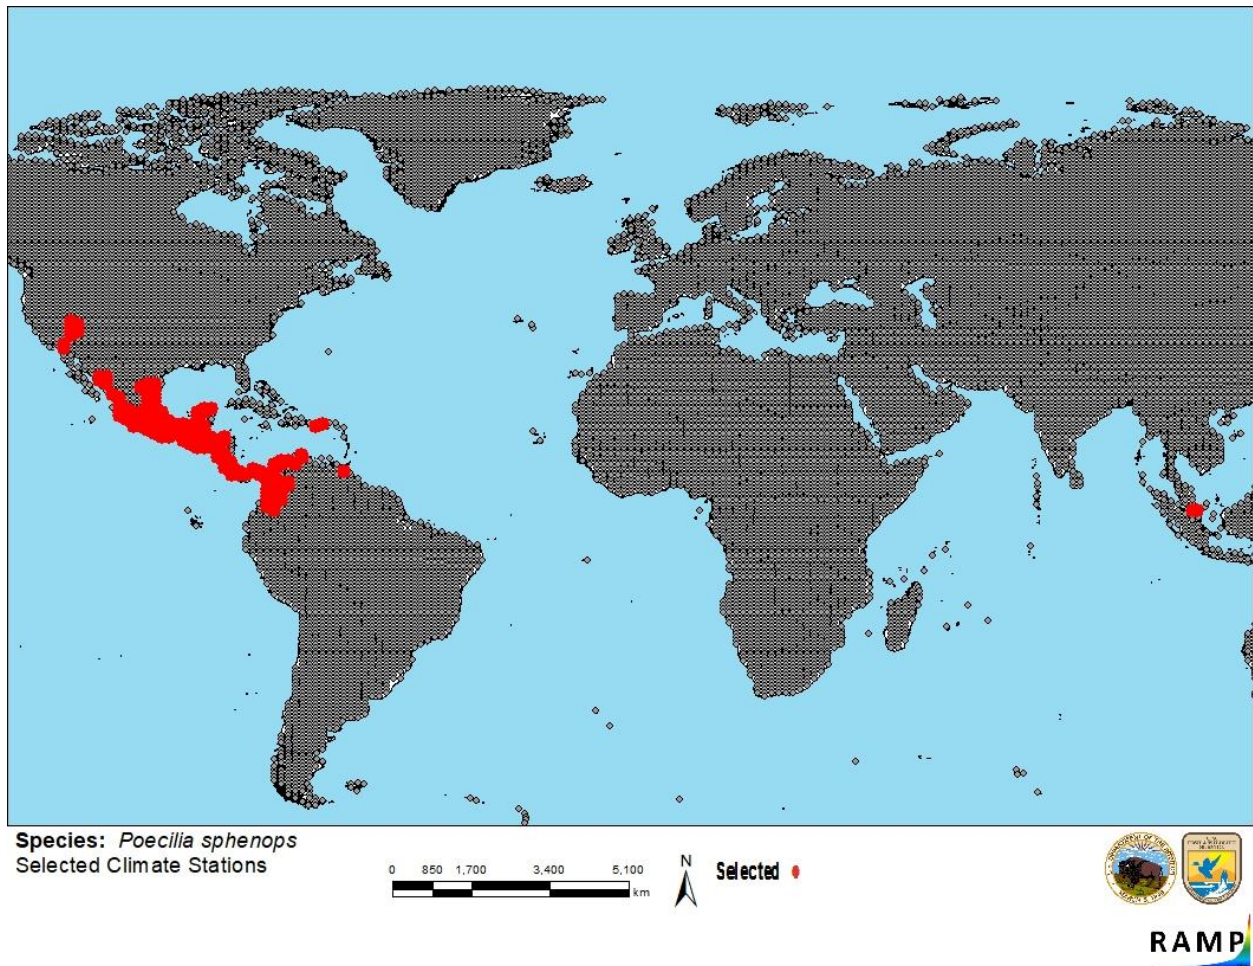 Species: Poecilia sphenops
Selected Climate Stations
0 850 1,700 3,400 5,100
km
N
Selected
RAMP